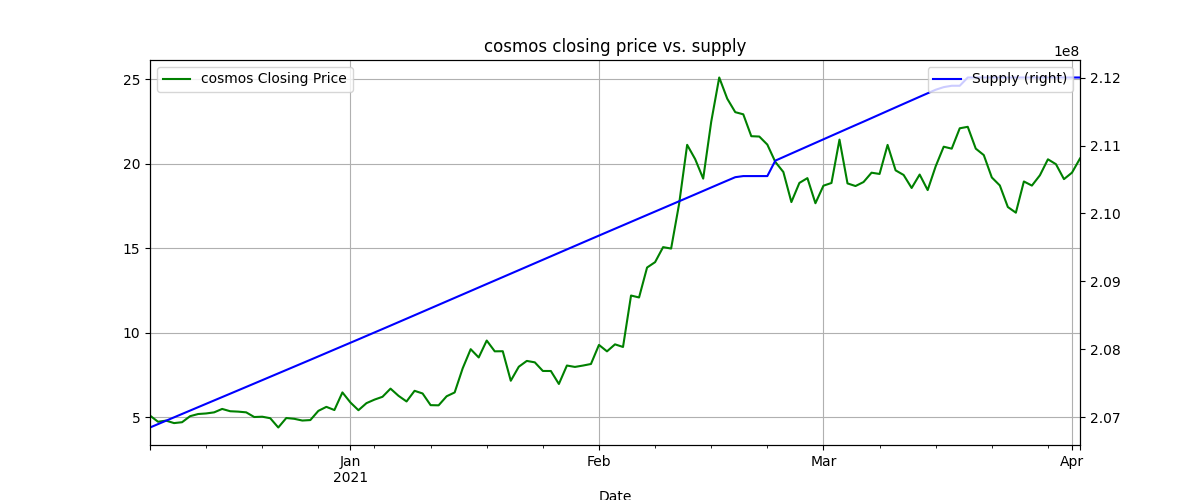 cosmos closing price vs. supply
1e8
cosmos Closing Price
Supply (right)
25
20
15
10
5
2.12
2.11
2.10
2.09
2.08
2.07
Jan
2021
Feb
Mar
Apr
Date